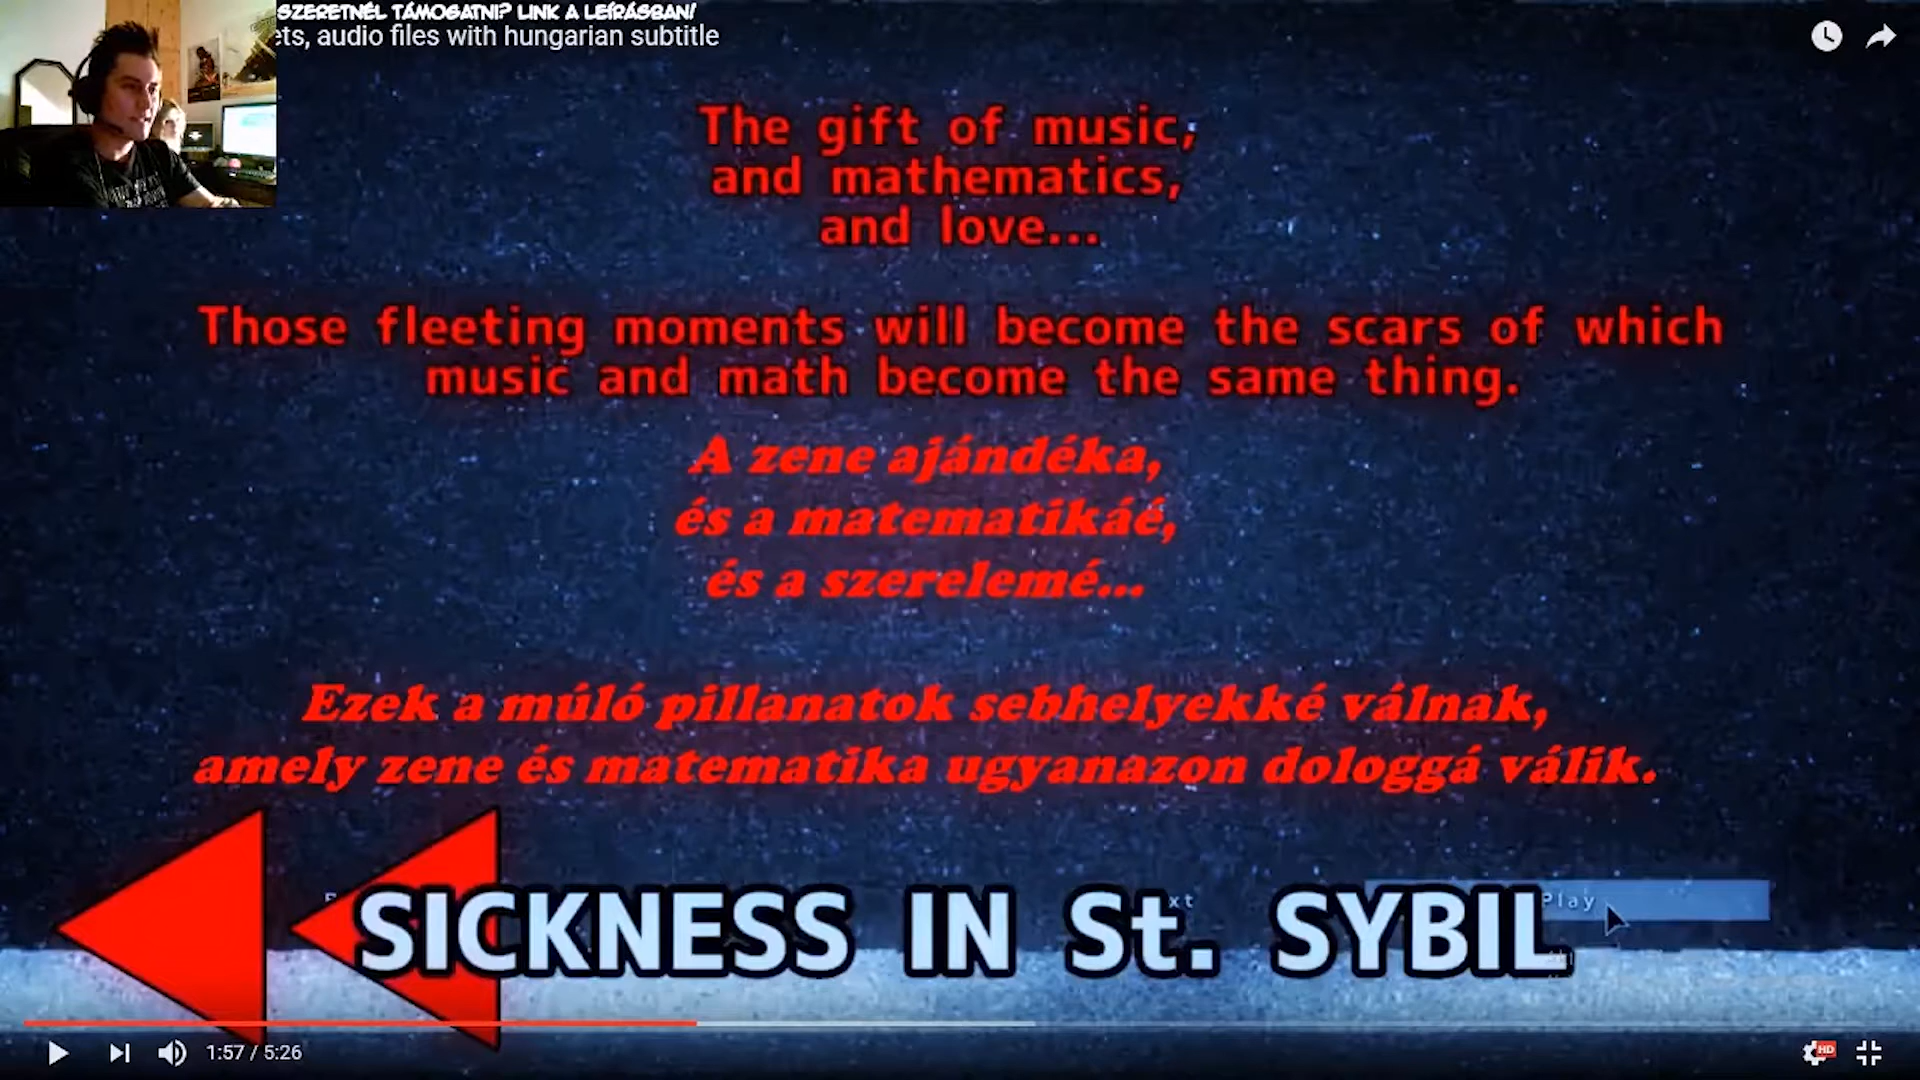 SZERETNÉL TÁMOGATNI? LINK A LEÍRÁSBAN!
ets, audio files with hungarian subtitle
The gift of music,
and mathematics,
and love...
Those fleeting moments will become the scars of which
music and math become the same thing.
A zene ajándéka,
és a matematikáé,
és a szerelemé...
Ezek a múló pillanatok sebhelyekké válnak,
amely zene és matematika ugyanazon dologgá válik.
Play
SICKNESS IN St. SYBIL
1:57 / 5:26
HD